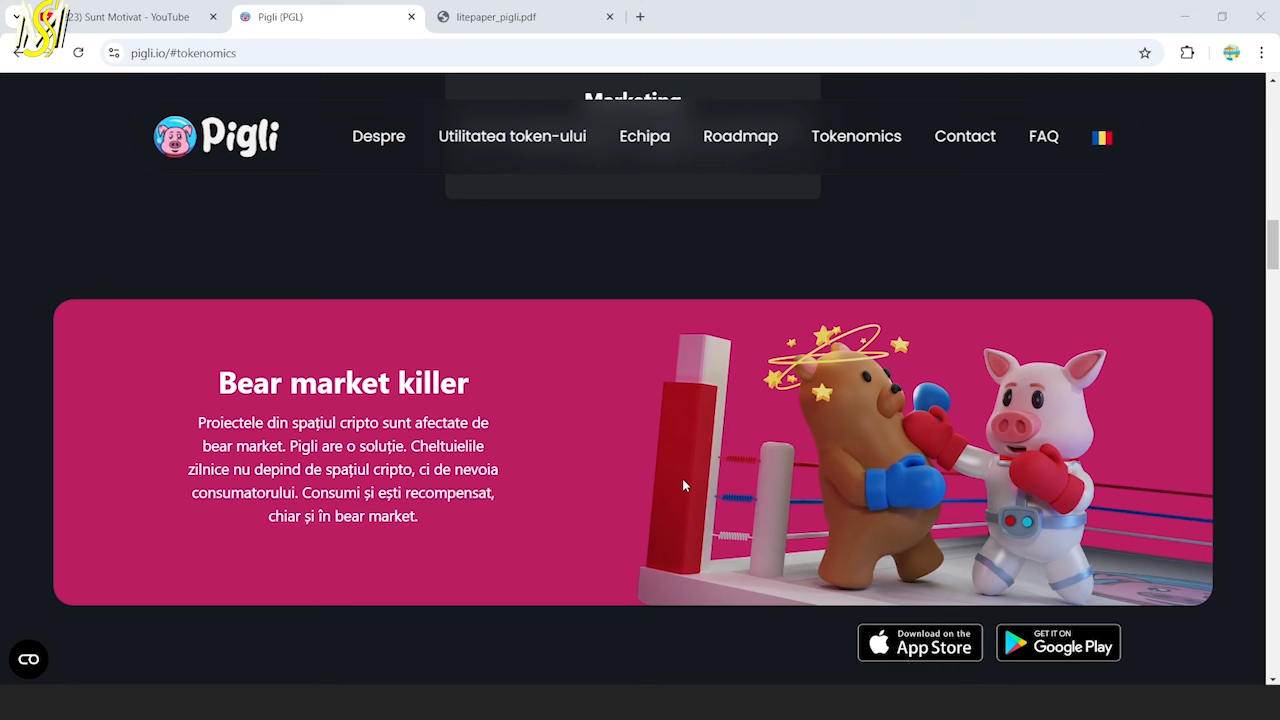 23) Sunt Motivat - YouTube
Pigli (PGL)
litepaper_pigli.pdf
pigli.io/#tokenomics
Marketing
Pigli
Despre
Utilitatea token-ului
Echipa
Roadmap
Tokenomics
Contact
FAQ
Bear market killer
Proiectele din spațiul cripto sunt afectate de
bear market. Pigli are o soluție. Cheltuielile
zilnice nu depind de spațiul cripto, ci de nevoia
consumatorului. Consumi și ești recompensat,
chiar și în bear market.
Download on the
App Store
GET IT ON
Google Play